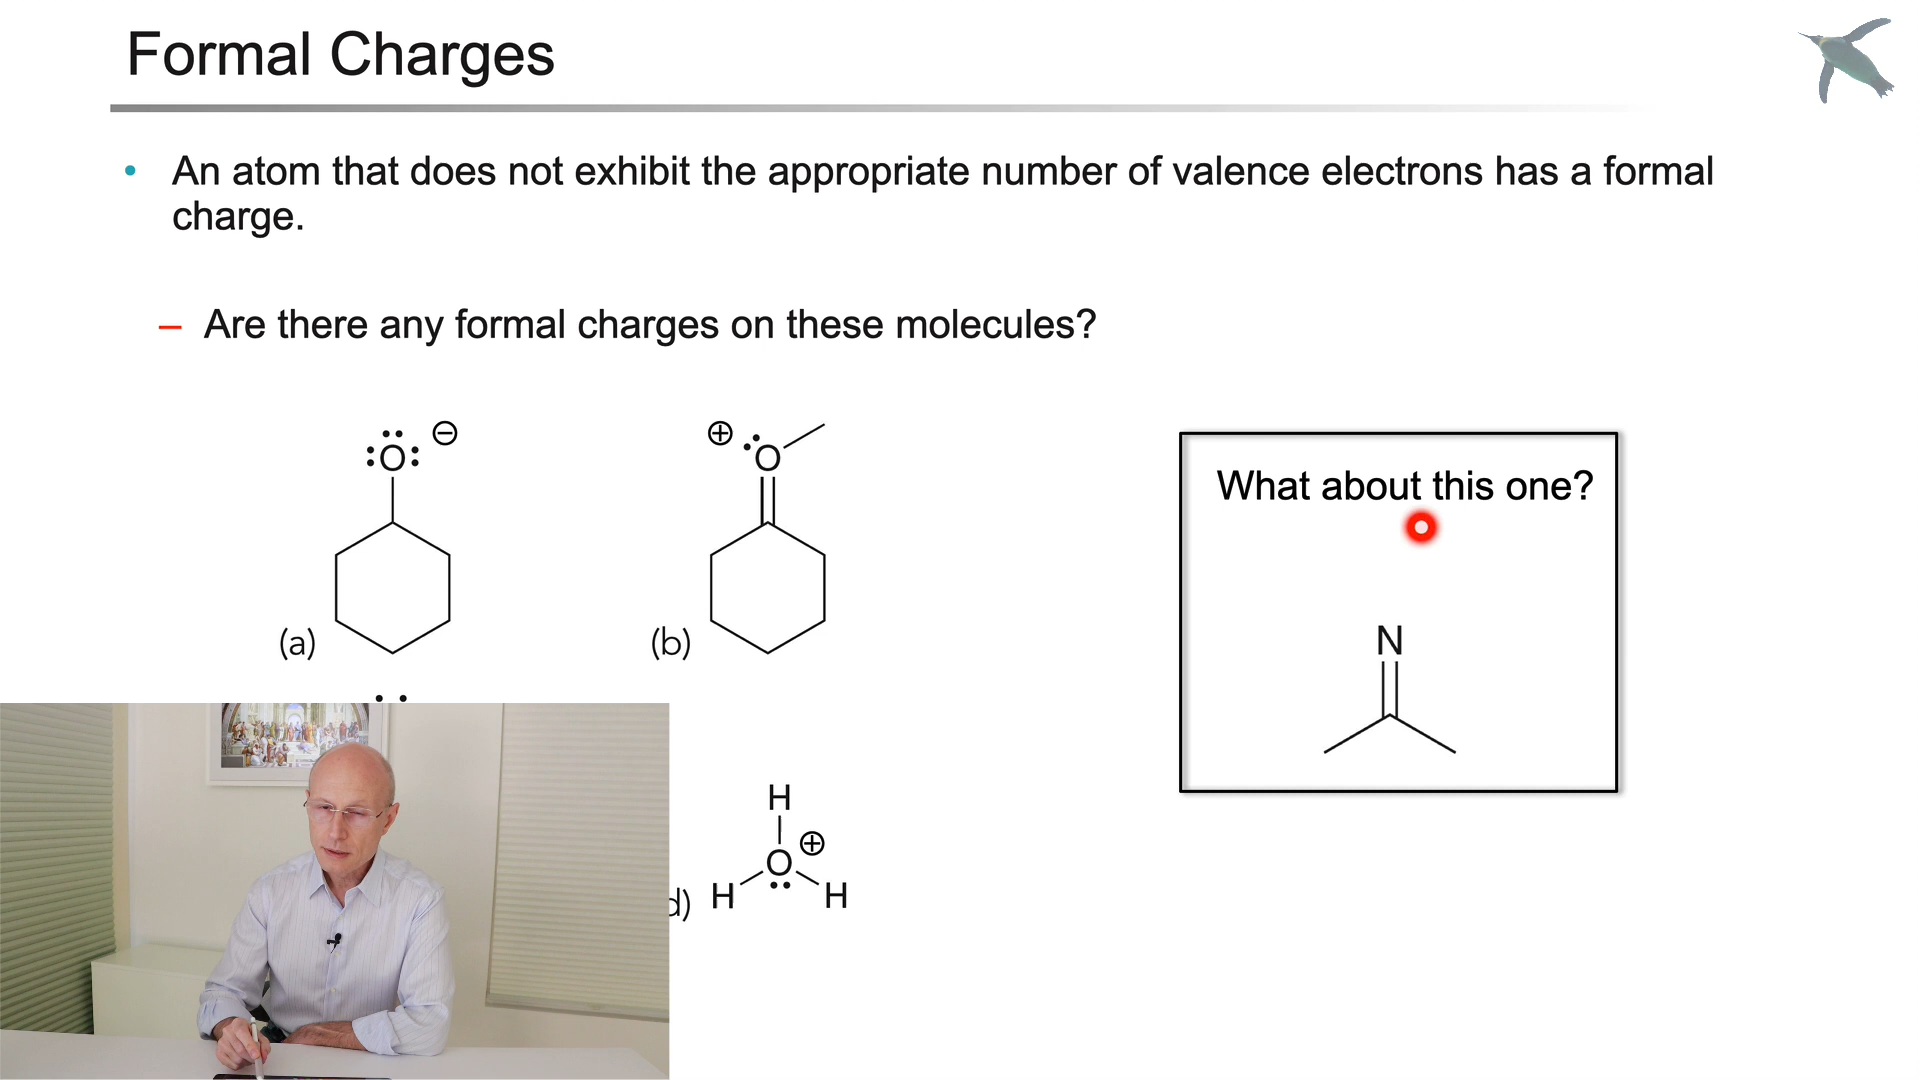 Formal Charges
• An atom that does not exhibit the appropriate number of valence electrons has a formal
charge.
– Are there any formal charges on these molecules?
:O: ⊖
(a)
⊕ O
(b)
What about this one?
N
H
O ⊕
H H
d)